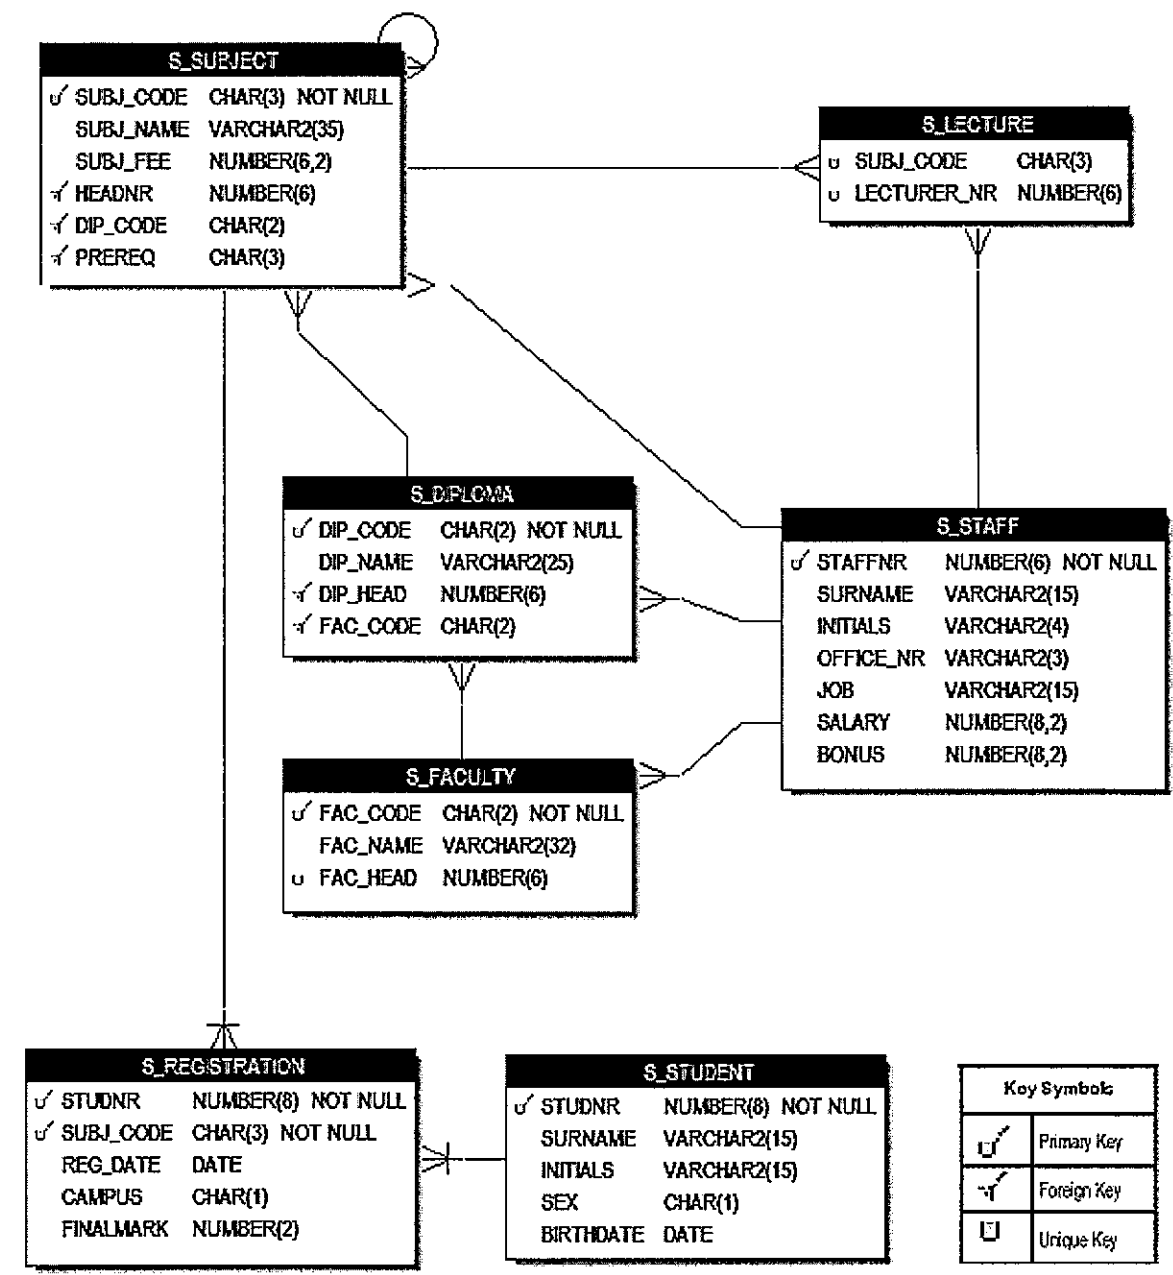 S_SUBJECT
SUBJ_CODE CHAR(3) NOT NULL
SUBJ_NAME VARCHAR2(35)
SUBJ_FEE NUMBER(6,2)
HEADNR NUMBER(6)
DIP_CODE CHAR(2)
PREREQ CHAR(3)
S_LECTURE
u SUBJ_CODE CHAR(3)
u LECTURER_NR NUMBER(6)
S_DIPLOMA
DIP_CODE CHAR(2) NOT NULL
DIP_NAME VARCHAR2(25)
DIP_HEAD NUMBER(6)
FAC_CODE CHAR(2)
S_STAFF
STAFFNR NUMBER(6) NOT NULL
SURNAME VARCHAR2(15)
INITIALS VARCHAR2(4)
OFFICE_NR VARCHAR2(3)
JOB VARCHAR2(15)
SALARY NUMBER(8,2)
BONUS NUMBER(8,2)
S_FACULTY
FAC_CODE CHAR(2) NOT NULL
FAC_NAME VARCHAR2(32)
u FAC_HEAD NUMBER(6)
S_REGISTRATION
STUDNR NUMBER(8) NOT NULL
SUBJ_CODE CHAR(3) NOT NULL
REG_DATE DATE
CAMPUS CHAR(1)
FINALMARK NUMBER(2)
S_STUDENT
STUDNR NUMBER(8) NOT NULL
SURNAME VARCHAR2(15)
INITIALS VARCHAR2(15)
SEX CHAR(1)
BIRTHDATE DATE
Key Symbols
Primary Key
Foreign Key
Unique Key